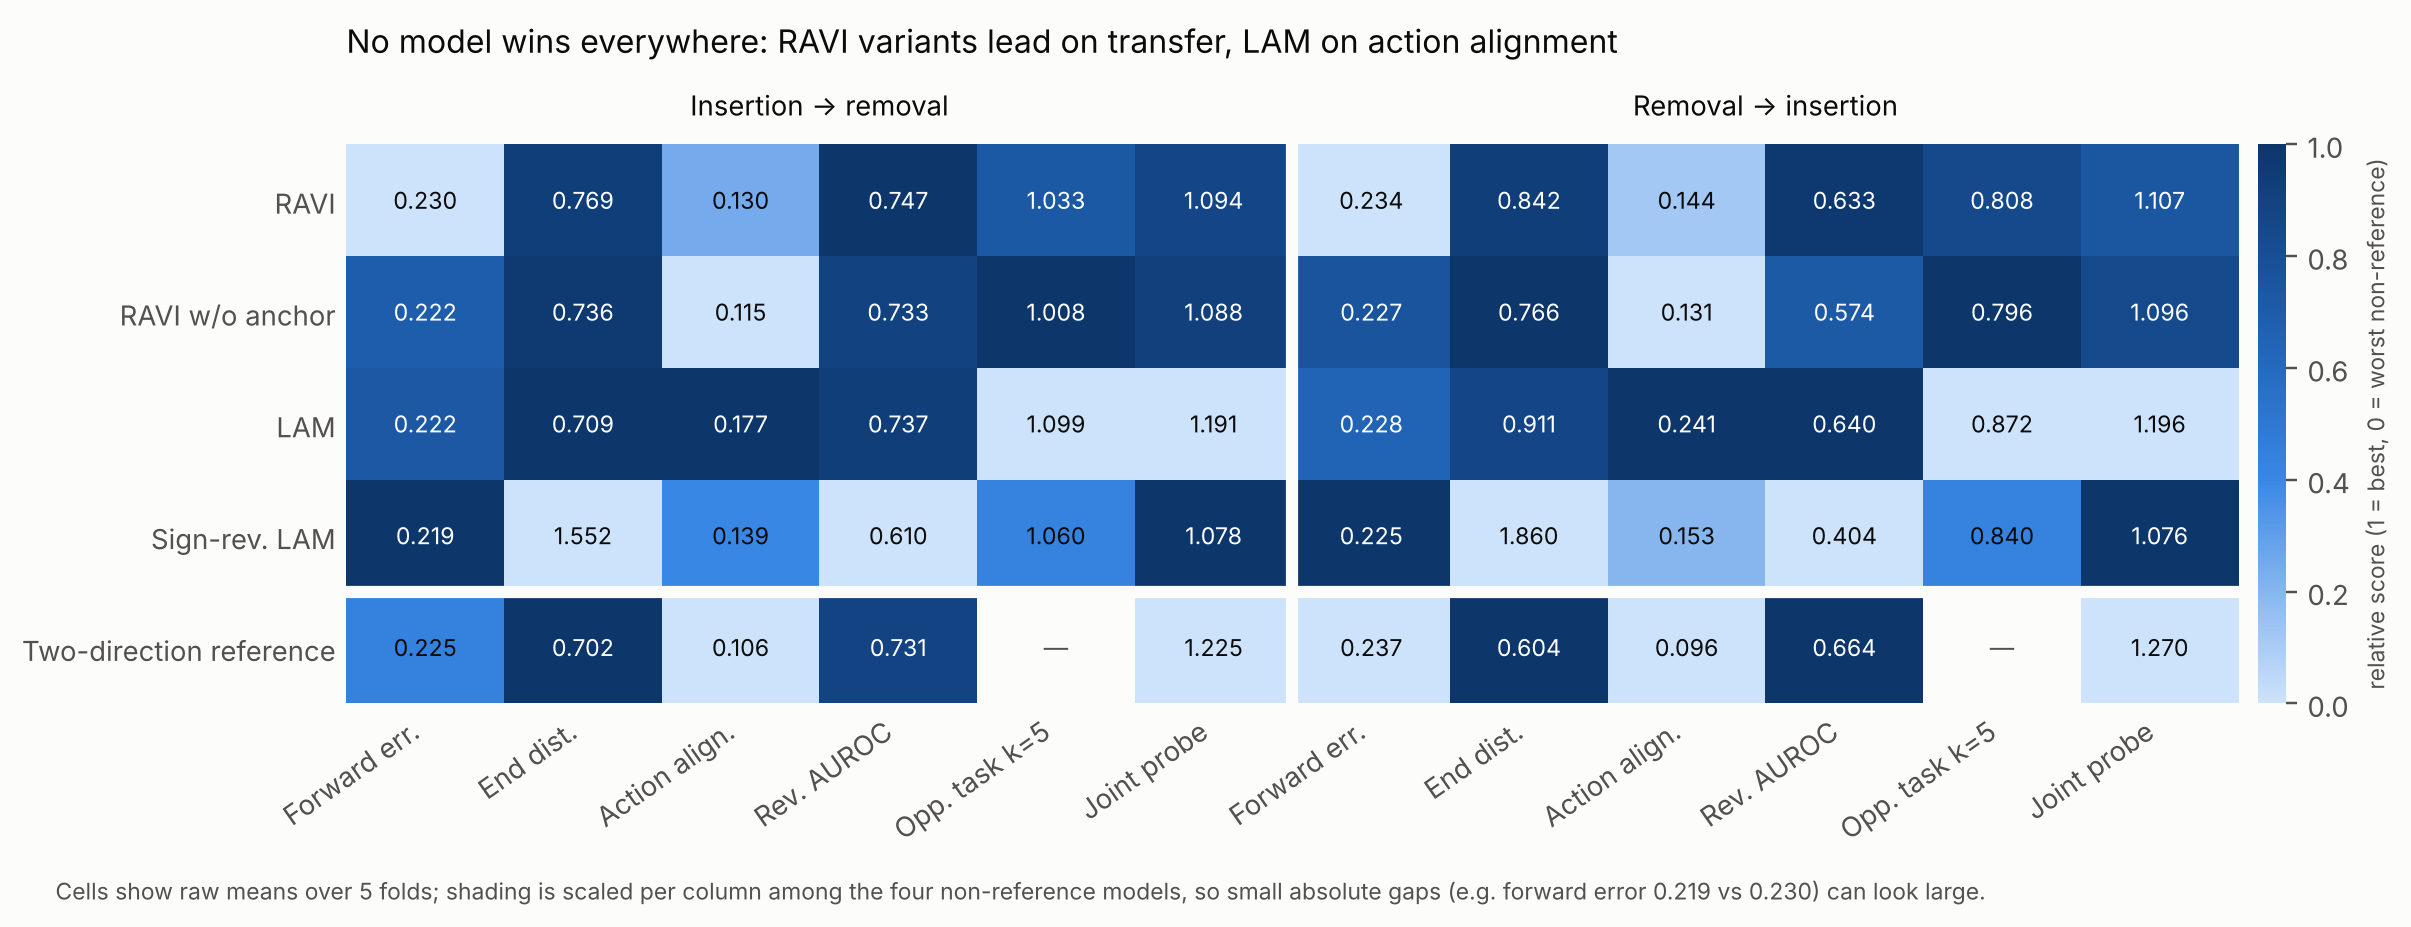 No model wins everywhere: RAVI variants lead on transfer, LAM on action alignment
Insertion → removal
Removal → insertion
RAVI 0.230 0.769 0.130 0.747 1.033 1.094 0.234 0.842 0.144 0.633 0.808 1.107
RAVI w/o anchor 0.222 0.736 0.115 0.733 1.008 1.088 0.227 0.766 0.131 0.574 0.796 1.096
LAM 0.222 0.709 0.177 0.737 1.099 1.191 0.228 0.911 0.241 0.640 0.872 1.196
Sign-rev. LAM 0.219 1.552 0.139 0.610 1.060 1.078 0.225 1.860 0.153 0.404 0.840 1.076
Two-direction reference 0.225 0.702 0.106 0.731 — 1.225 0.237 0.604 0.096 0.664 — 1.270
Forward err. End dist. Action align. Rev. AUROC Opp. task k=5 Joint probe Forward err. End dist. Action align. Rev. AUROC Opp. task k=5 Joint probe
1.0
0.8
0.6
0.4
0.2
0.0
relative score (1 = best, 0 = worst non-reference)
Cells show raw means over 5 folds; shading is scaled per column among the four non-reference models, so small absolute gaps (e.g. forward error 0.219 vs 0.230) can look large.